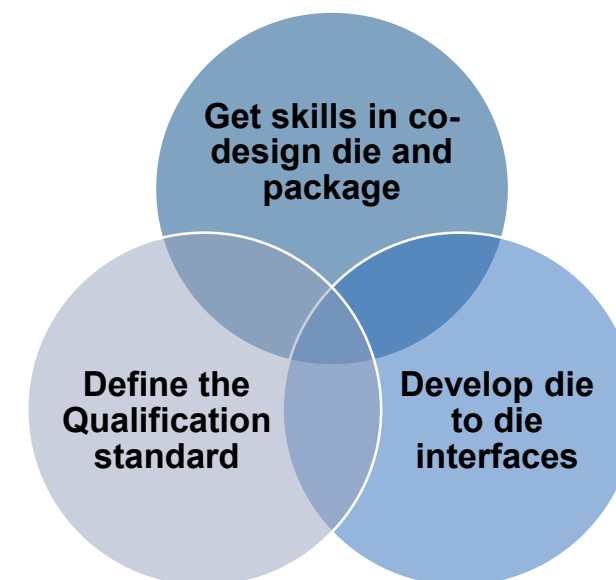 Get skills in co-
design die and
package
Define the
Qualification
standard
Develop die
to die
interfaces